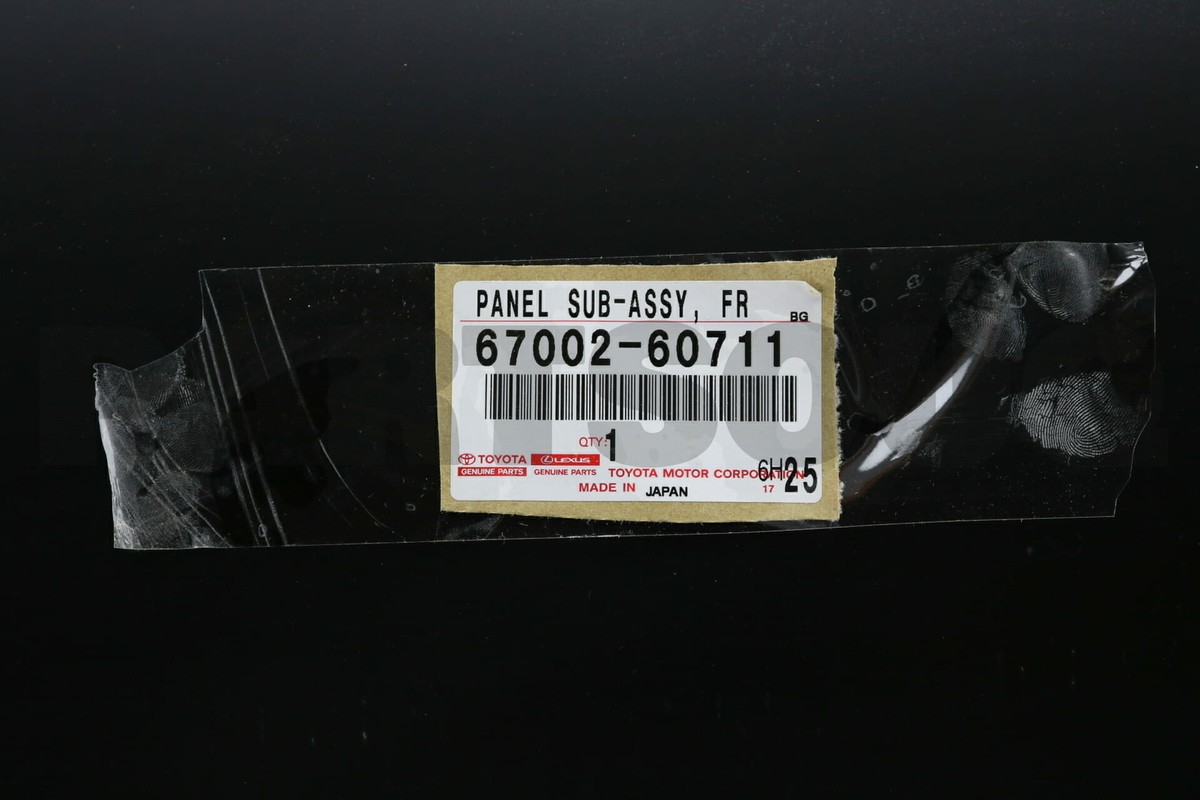 PANEL SUB-ASSY, FR
BG
67002-60711
QTY: 1
TOYOTA LEXUS
GENUINE PARTS GENUINE PARTS TOYOTA MOTOR CORPORATION
6H25
MADE IN JAPAN 17
PARTSOUQ